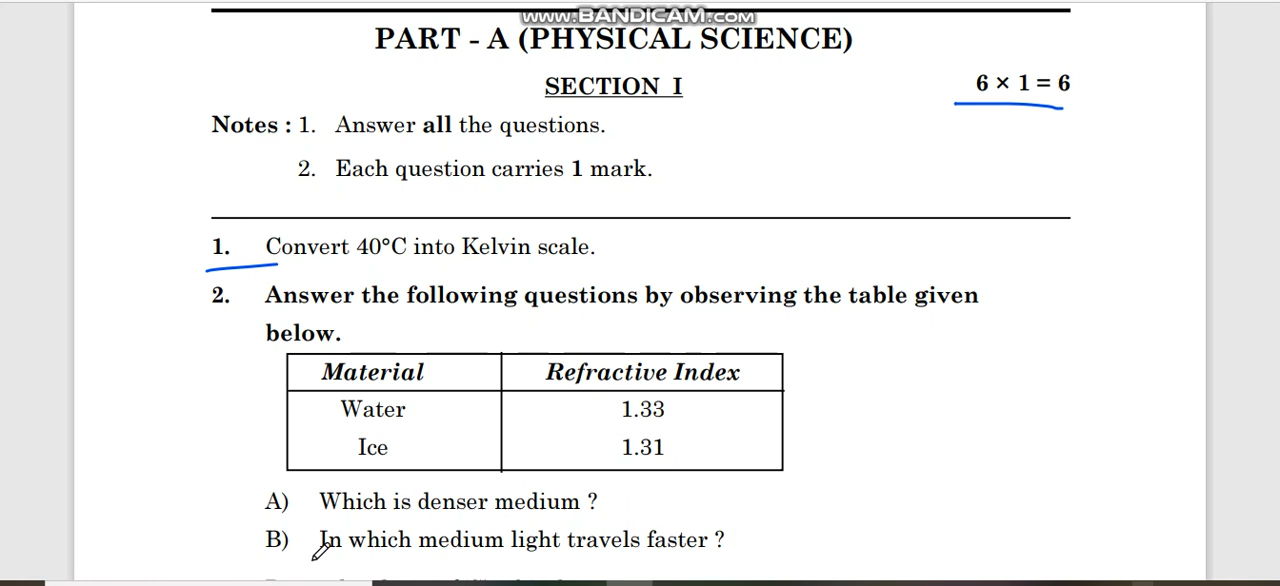 www.BANDICAM.com
PART - A (PHYSICAL SCIENCE)
SECTION I
6 × 1 = 6
Notes : 1. Answer all the questions.
2. Each question carries 1 mark.
1. Convert 40°C into Kelvin scale.
2. Answer the following questions by observing the table given
below.
Material Refractive Index
Water 1.33
Ice 1.31
A) Which is denser medium ?
B) In which medium light travels faster ?